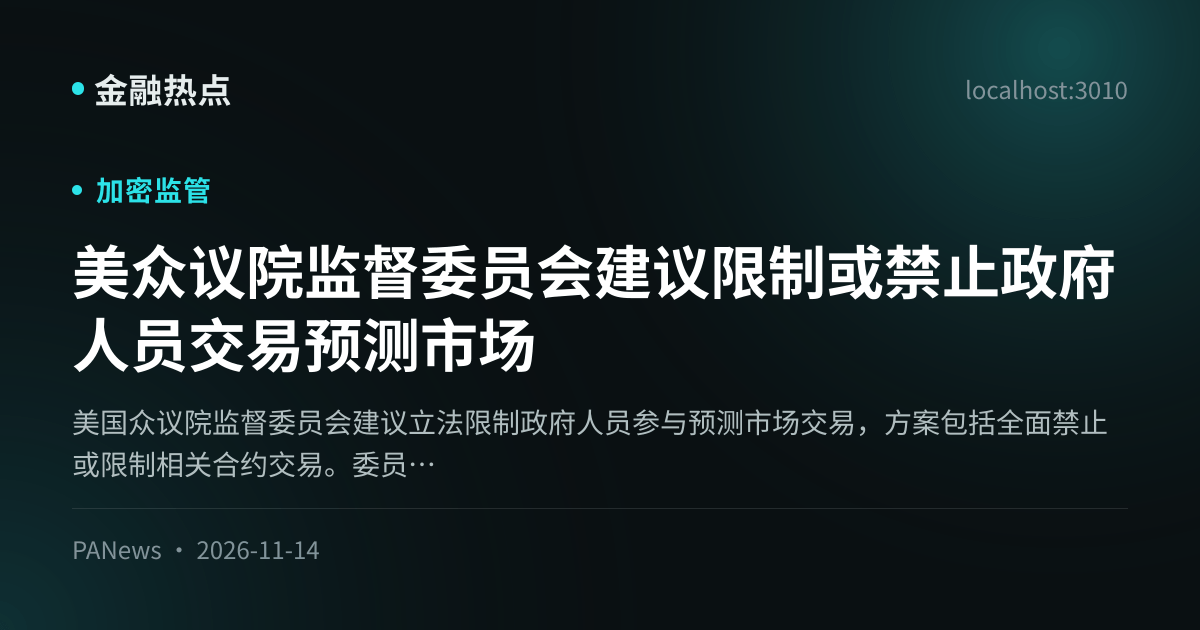 金融热点
localhost:3010
加密监管
美众议院监督委员会建议限制或禁止政府
人员交易预测市场
美国众议院监督委员会建议立法限制政府人员参与预测市场交易，方案包括全面禁止
或限制相关合约交易。委员…
PANews • 2026-11-14